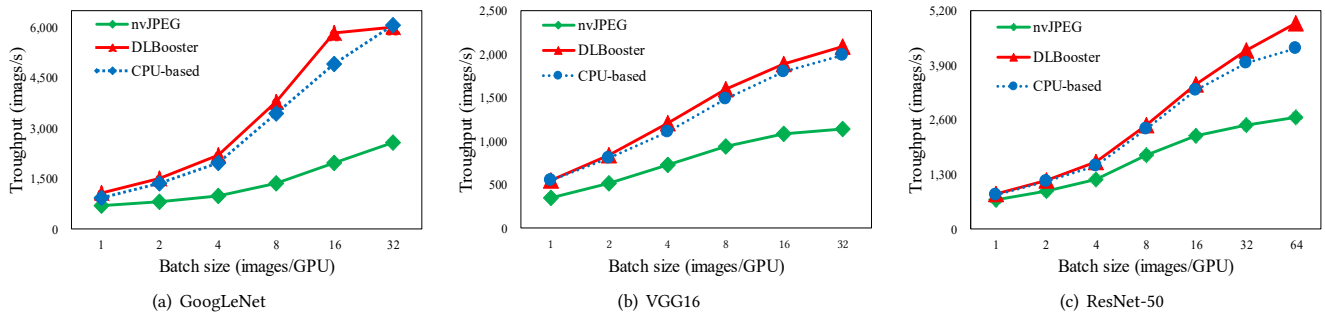 nvJPEG
DLBooster
CPU-based
Troughput (imags/s)
6,000
4,500
3,000
1,500
0
1 2 4 8 16 32
Batch size (images/GPU)
(a) GoogLeNet
nvJPEG
DLBooster
CPU-based
Troughput (imags/s)
2,500
2,000
1,500
1,000
500
0
1 2 4 8 16 32
Batch size (images/GPU)
(b) VGG16
nvJPEG
DLBooster
CPU-based
Troughput (imags/s)
5,200
3,900
2,600
1,300
0
1 2 4 8 16 32 64
Batch size (images/GPU)
(c) ResNet-50